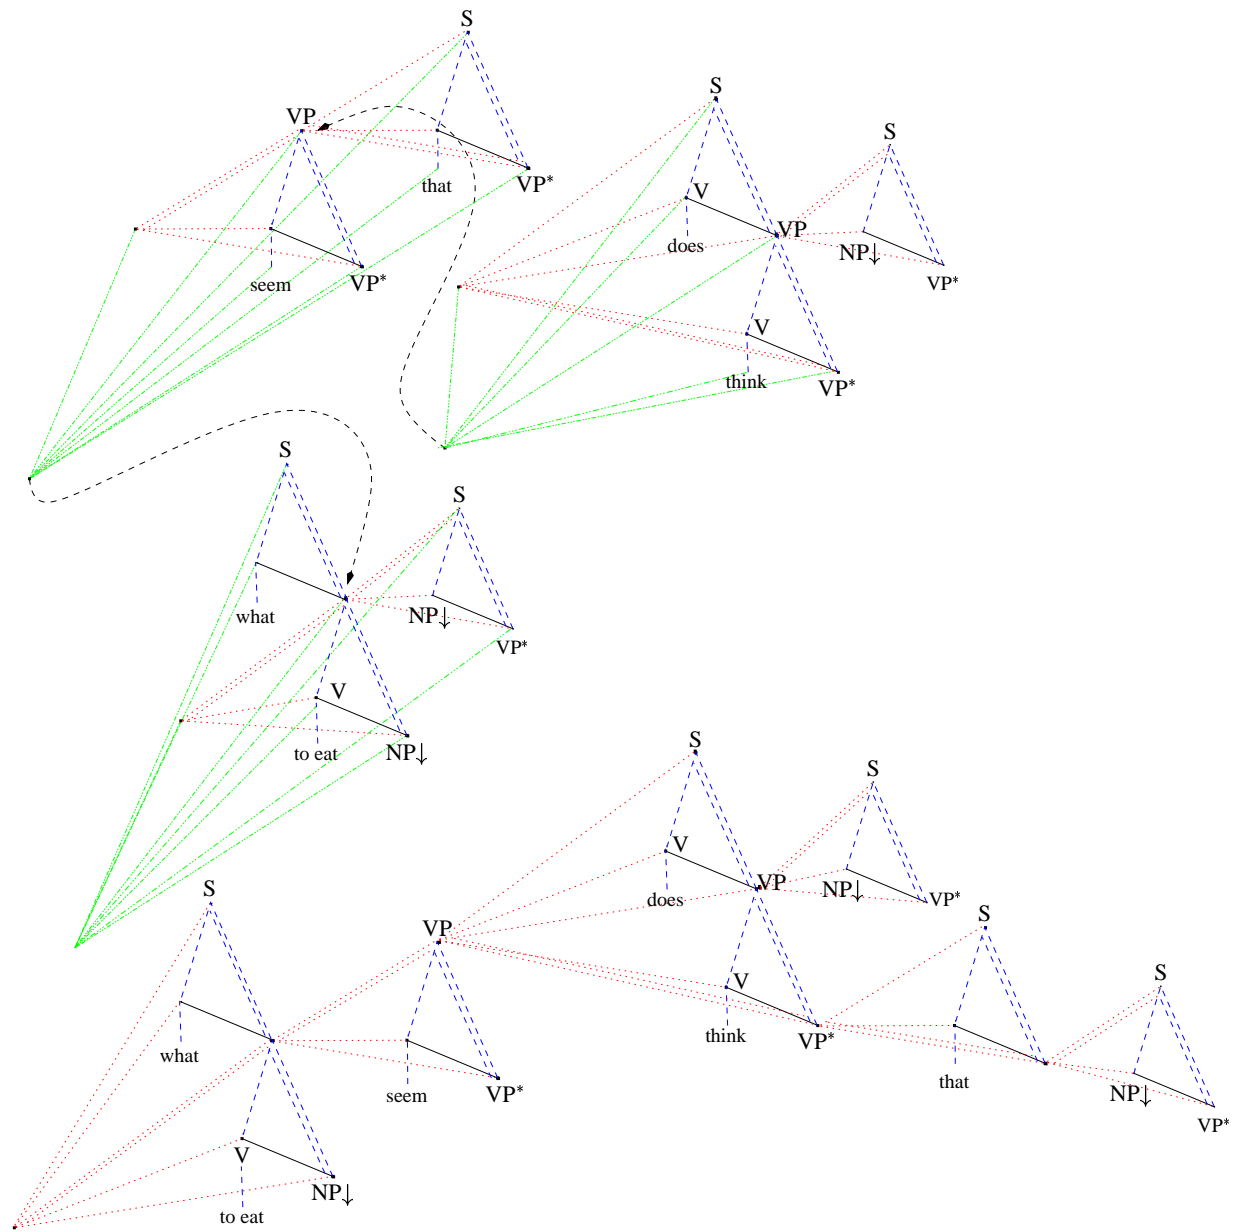 S
VP
that
VP*
seem
VP*
S
S
V
does
VP
NP↓
VP*
V
think
VP*
S
S
what
NP↓
VP*
V
to eat
NP↓
S
S
V
does
VP
NP↓
VP*
S
VP
S
S
V
think
VP*
what
seem
VP*
that
NP↓
VP*
V
to eat
NP↓